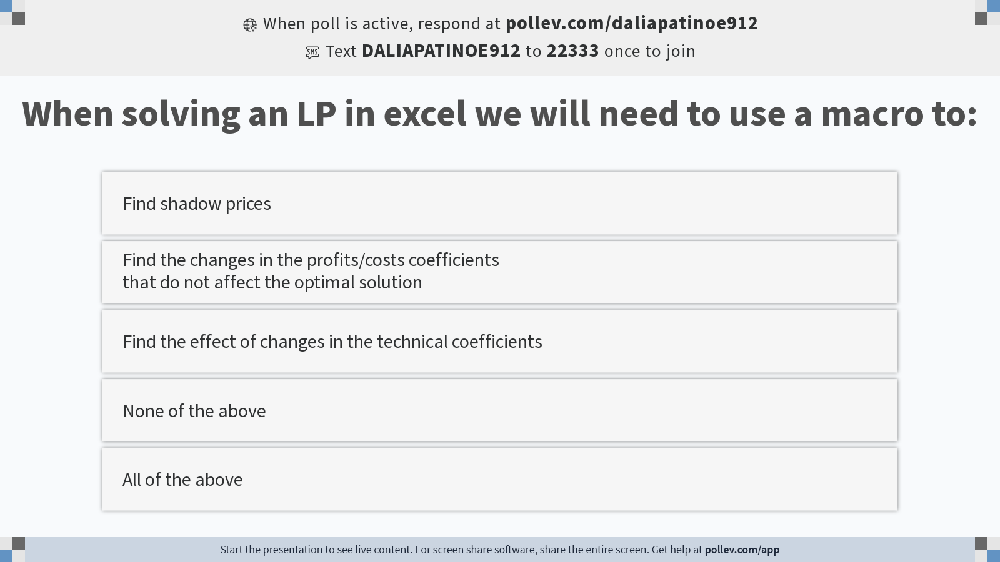 When poll is active, respond at pollev.com/daliapatinoe912
SMS Text DALIAPATINOE912 to 22333 once to join
When solving an LP in excel we will need to use a macro to:
Find shadow prices
Find the changes in the profits/costs coefficients
that do not affect the optimal solution
Find the effect of changes in the technical coefficients
None of the above
All of the above
Start the presentation to see live content. For screen share software, share the entire screen. Get help at pollev.com/app